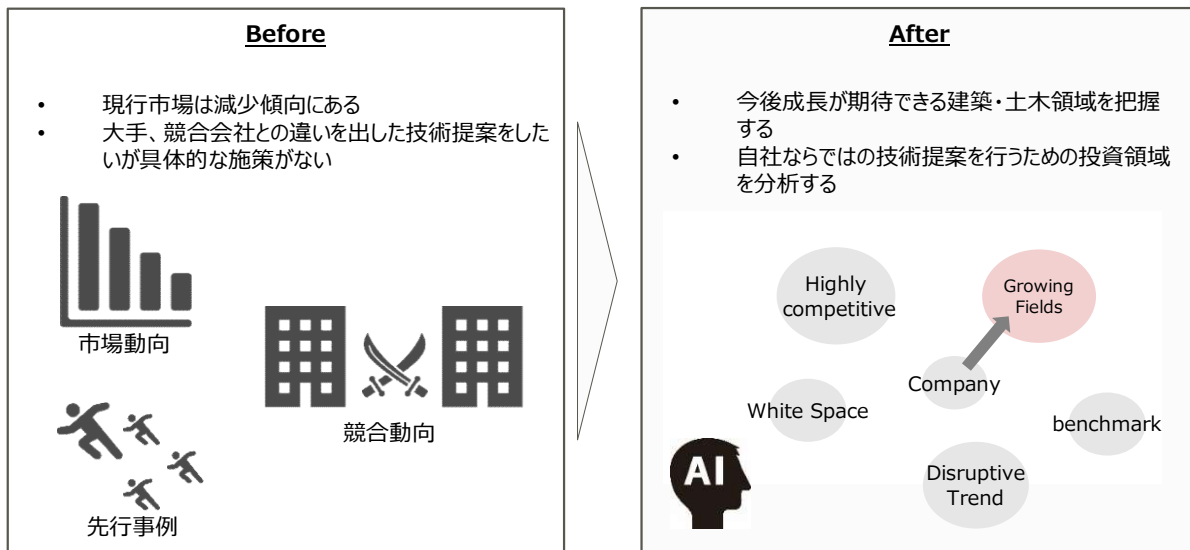 Before
• 現行市場は減少傾向にある
• 大手、競合会社との違いを出した技術提案をした
いが具体的な施策がない
市場動向
競合動向
先行事例
After
• 今後成長が期待できる建築・土木領域を把握
する
• 自社ならではの技術提案を行うための投資領域
を分析する
Highly
competitive
Growing
Fields
Company
White Space
benchmark
Disruptive
Trend
AI